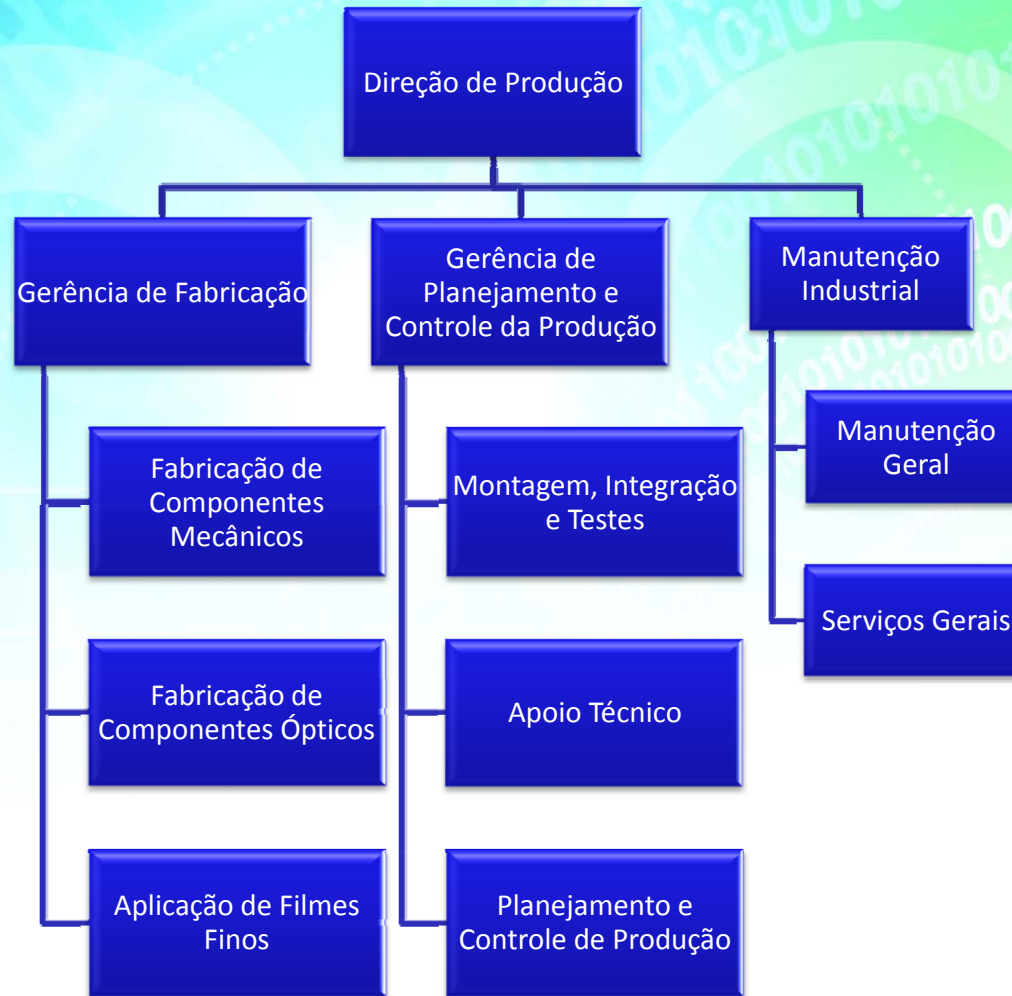 Direção de Produção
Gerência de Fabricação
Gerência de
Planejamento e
Controle da Produção
Manutenção
Industrial
Fabricação de
Componentes
Mecânicos
Montagem, Integração
e Testes
Manutenção
Geral
Serviços Gerais
Fabricação de
Componentes Ópticos
Apoio Técnico
Aplicação de Filmes
Finos
Planejamento e
Controle de Produção